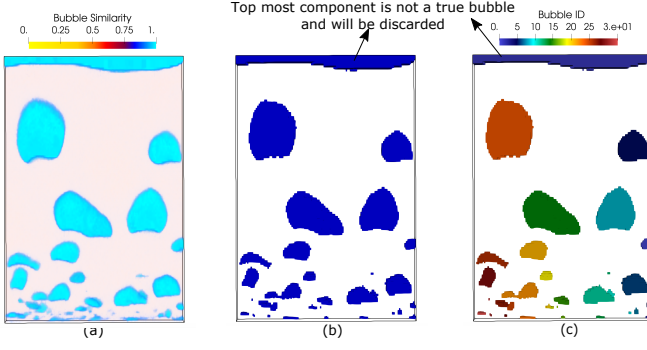 Top most component is not a true bubble
and will be discarded
Bubble Similarity
0. 0.25 0.50 0.75 1.
Bubble ID
0. 5 10 15 20 25 3.e+01
(a)
(b)
(c)